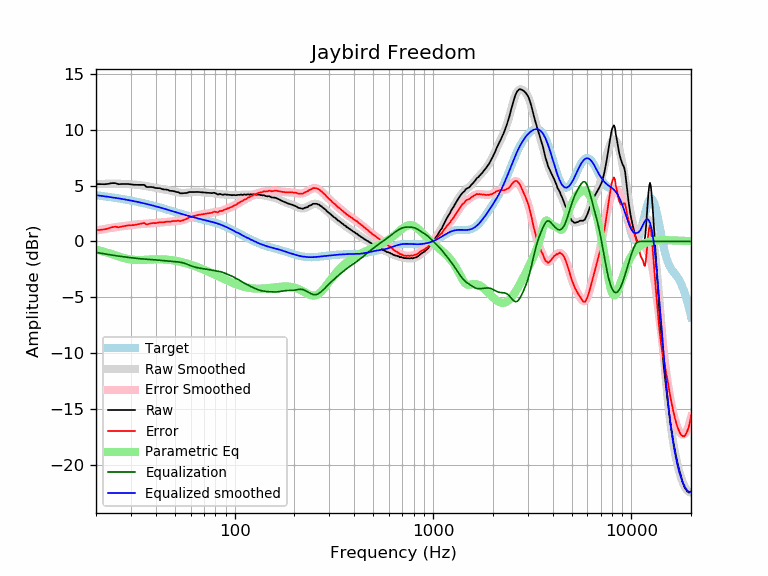 Jaybird Freedom
15
10
5
0
−5
−10
−15
−20
Amplitude (dBr)
Target
Raw Smoothed
Error Smoothed
Raw
Error
Parametric Eq
Equalization
Equalized smoothed
100
1000
10000
Frequency (Hz)